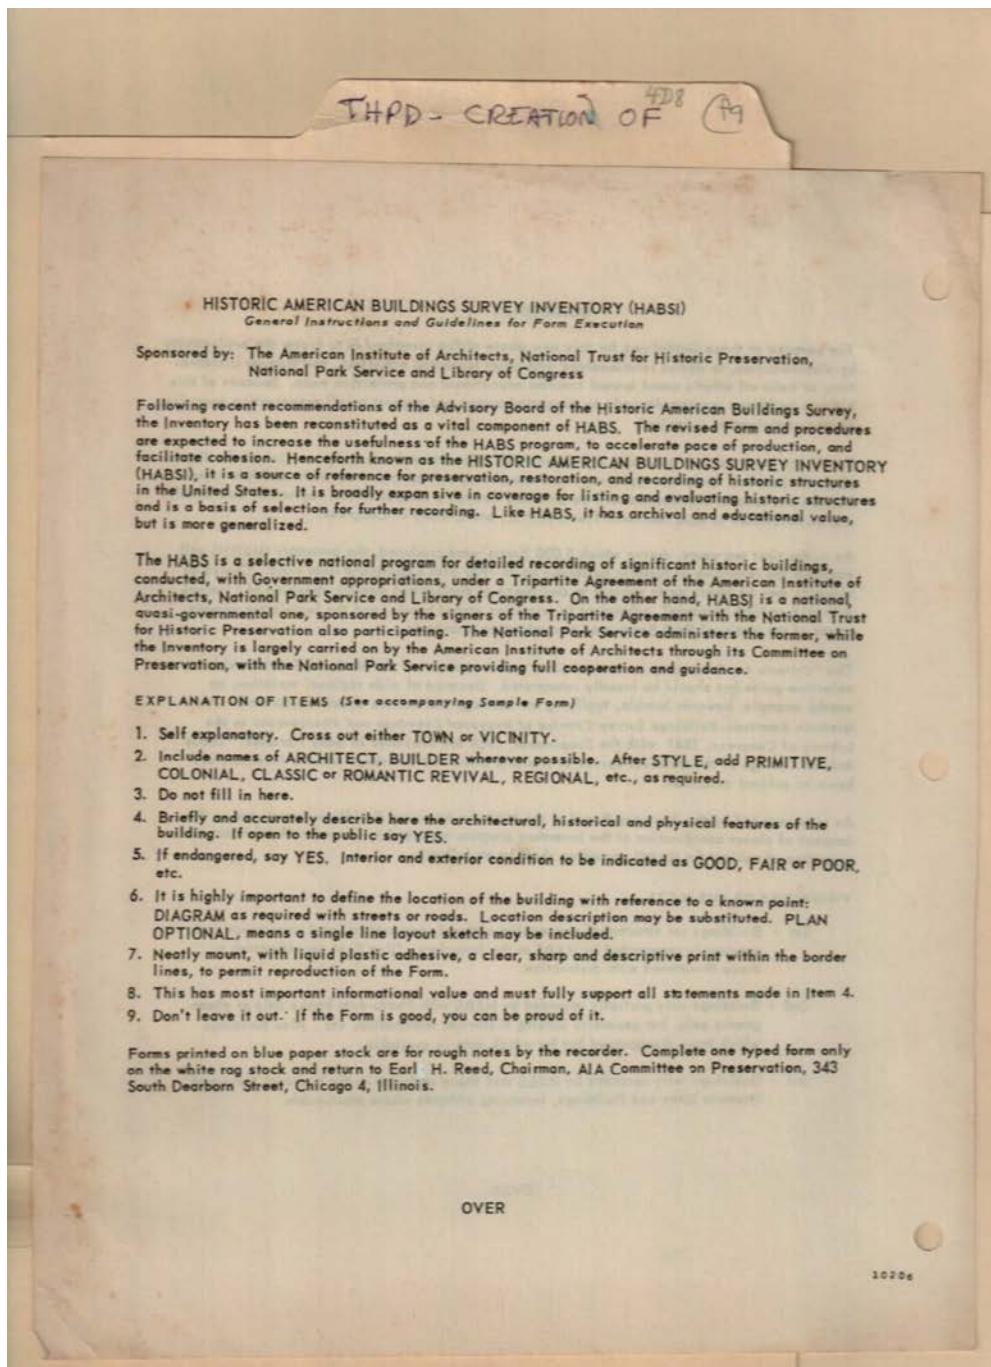 THPD - CREATION OF
4D8
HISTORIC AMERICAN BUILDINGS SURVEY INVENTORY (HABSI)
General Instructions and Guidelines for Form Execution
Sponsored by: The American Institute of Architects, National Trust for Historic Preservation,
National Park Service and Library of Congress
Following recent recommendations of the Advisory Board of the Historic American Buildings Survey,
the Inventory has been reconstituted as a vital component of HABS. The revised Form and procedures
are expected to increase the usefulness of the HABS program, to accelerate pace of production, and
facilitate cohesion. Henceforth known as the HISTORIC AMERICAN BUILDINGS SURVEY INVENTORY
(HABSI), it is a source of reference for preservation, restoration, and recording of historic structures
in the United States. It is broadly expansive in coverage for listing and evaluating historic structures
and is a basis of selection for further recording. Like HABS, it has archival and educational value,
but is more generalized.
The HABS is a selective national program for detailed recording of significant historic buildings,
conducted, with Government appropriations, under a Tripartite Agreement of the American Institute of
Architects, National Park Service and Library of Congress. On the other hand, HABSI is a national,
quasi-governmental one, sponsored by the signers of the Tripartite Agreement with the National Trust
for Historic Preservation also participating. The National Park Service administers the former, while
the Inventory is largely carried on by the American Institute of Architects through its Committee on
Preservation, with the National Park Service providing full cooperation and guidance.
EXPLANATION OF ITEMS (See accompanying Sample Form)
1. Self explanatory. Cross out either TOWN or VICINITY.
2. Include names of ARCHITECT, BUILDER wherever possible. After STYLE, add PRIMITIVE,
COLONIAL, CLASSIC or ROMANTIC REVIVAL, REGIONAL, etc., as required.
3. Do not fill in here.
4. Briefly and accurately describe here the architectural, historical and physical features of the
building. If open to the public say YES.
5. If endangered, say YES. Interior and exterior condition to be indicated as GOOD, FAIR or POOR,
etc.
6. It is highly important to define the location of the building with reference to a known point:
DIAGRAM as required with streets or roads. Location description may be substituted. PLAN
OPTIONAL, means a single line layout sketch may be included.
7. Neatly mount, with liquid plastic adhesive, a clear, sharp and descriptive print within the border
lines, to permit reproduction of the Form.
8. This has most important informational value and must fully support all statements made in Item 4.
9. Don't leave it out. If the Form is good, you can be proud of it.
Forms printed on blue paper stock are for rough notes by the recorder. Complete one typed form only
on the white rag stock and return to Earl H. Reed, Chairman, AIA Committee on Preservation, 343
South Dearborn Street, Chicago 4, Illinois.
OVER
10206